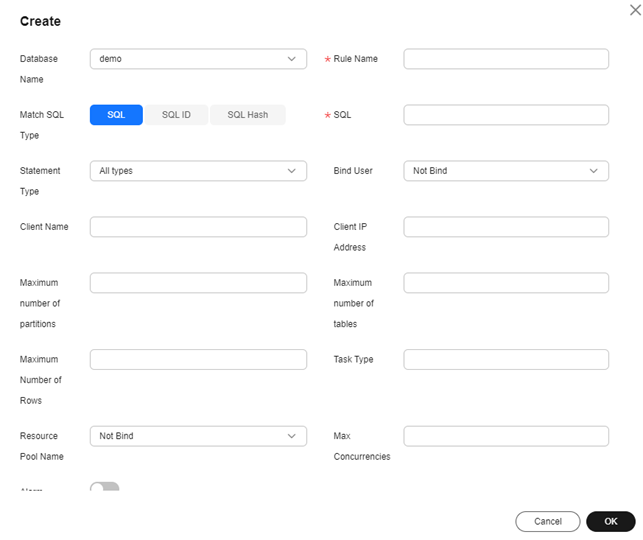 Create
Database
Name
demo
* Rule Name
Match SQL
Type
SQL
SQL ID
SQL Hash
* SQL
Statement
Type
All types
Bind User
Not Bind
Client Name
Client IP
Address
Maximum
number of
partitions
Maximum
number of
tables
Maximum
Number of
Rows
Task Type
Resource
Pool Name
Not Bind
Max
Concurrencies
Cancel
OK